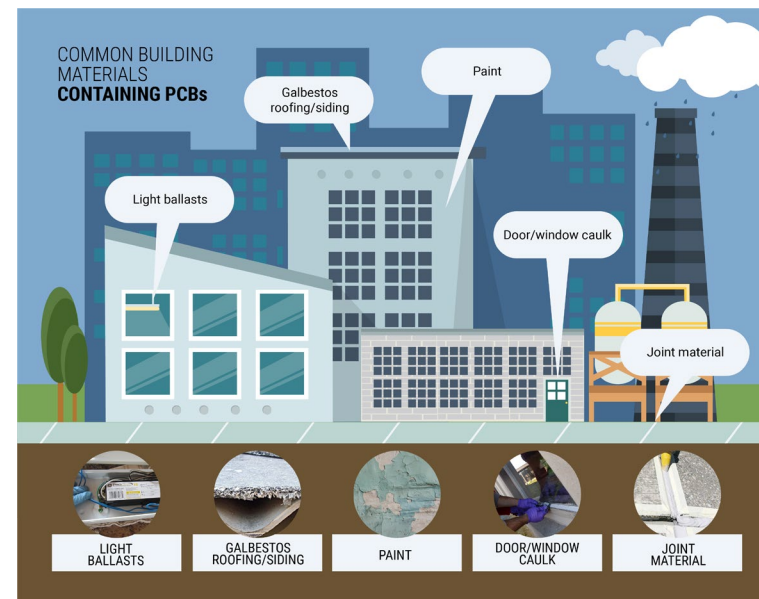 COMMON BUILDING
MATERIALS
CONTAINING PCBs
Paint
Galbestos
roofing/siding
Light ballasts
Door/window caulk
Joint material
LIGHT
BALLASTS
GALBESTOS
ROOFING/SIDING
PAINT
DOOR/WINDOW
CAULK
JOINT
MATERIAL